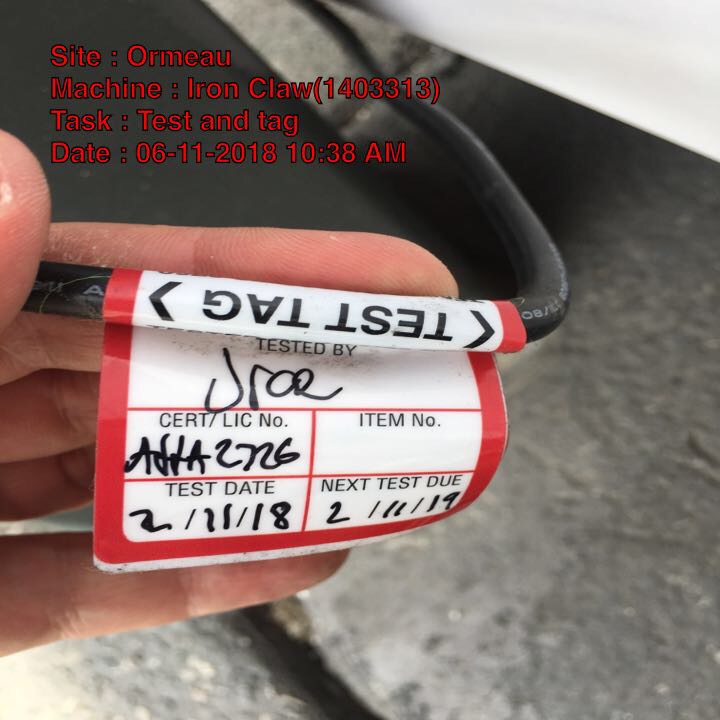 Site : Ormeau
Machine : Iron Claw(1403313)
Task : Test and tag
Date : 06-11-2018 10:38 AM
< TEST TAG >
TESTED BY
CERT/ LIC No.
ITEM No.
AHA2726
TEST DATE
NEXT TEST DUE
2/11/18
2/11/19